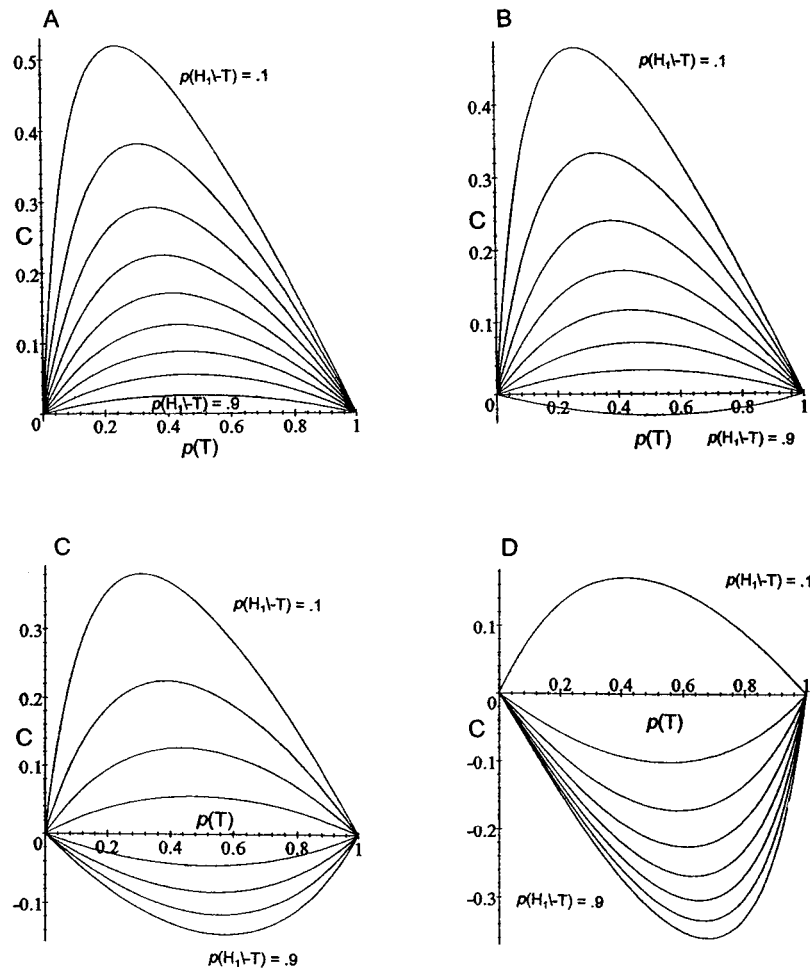 A
0.5
p(H₁\-T) = .1
0.4
0.3
C
0.2
0.1
p(H₁\-T) = .9
0 0.2 0.4 0.6 0.8 1
p(T)
B
p(H₁\-T) = .1
0.4
0.3
C
0.2
0.1
0 0.2 0.4 0.6 0.8 1
p(T) p(H₁\-T) = .9
C
p(H₁\-T) = .1
0.3
0.2
C
0.1
p(T)
0 0.2 0.4 0.6 0.8 1
-0.1
p(H₁\-T) = .9
D
p(H₁\-T) = .1
0.1
0.2 0.4 0.6 0.8 1
0
C
p(T)
-0.1
-0.2
-0.3
p(H₁\-T) = .9